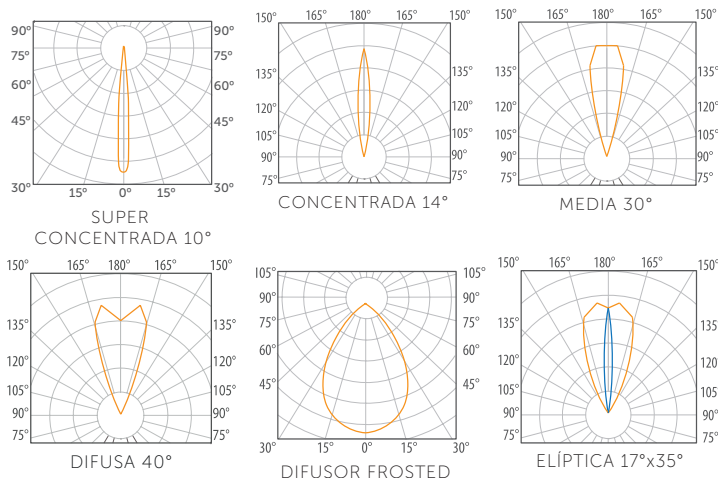 150° 165° 180° 165° 150°
150° 165° 180° 165° 150°
90° 90°
75° 75°
60° 60°
45° 45°
30° 15° 0° 15° 30°
SUPER
CONCENTRADA 10°
135° 135°
120° 120°
105° 105°
90° 90°
75° 75°
CONCENTRADA 14°
135° 135°
120° 120°
105° 105°
90° 90°
75° 75°
MEDIA 30°
150° 165° 180° 165° 150°
135° 135°
120° 120°
105° 105°
90° 90°
75° 75°
DIFUSA 40°
105° 105°
90° 90°
75° 75°
60° 60°
45° 45°
30° 15° 0° 15° 30°
DIFUSOR FROSTED
150° 165° 180° 165° 150°
135° 135°
120° 120°
105° 105°
90° 90°
75° 75°
ELÍPTICA 17°x35°